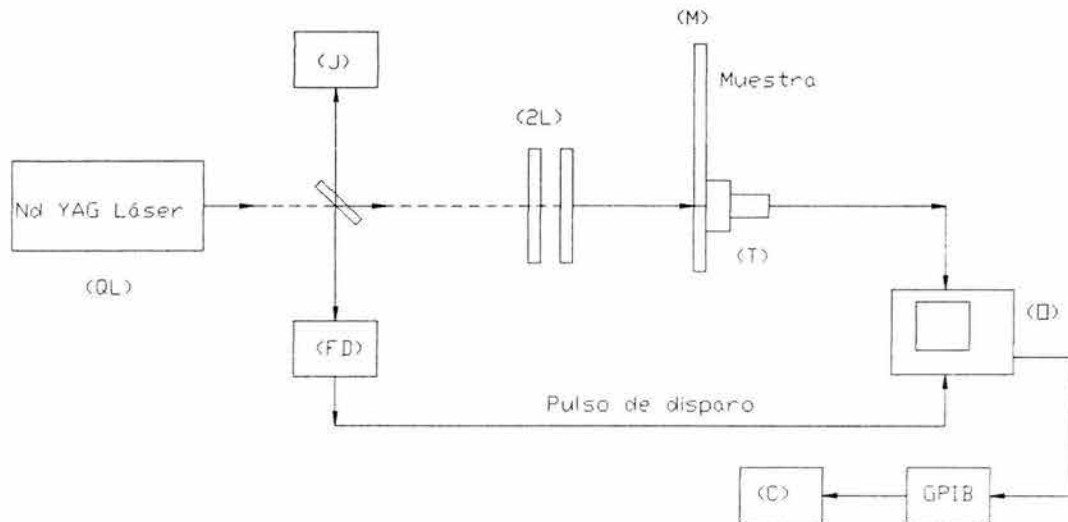 (M)
(J)
Muestra
(2L)
Nd YAG Láser
(T)
(QL)
(O)
(FD)
Pulso de disparo
(C)
GPIB